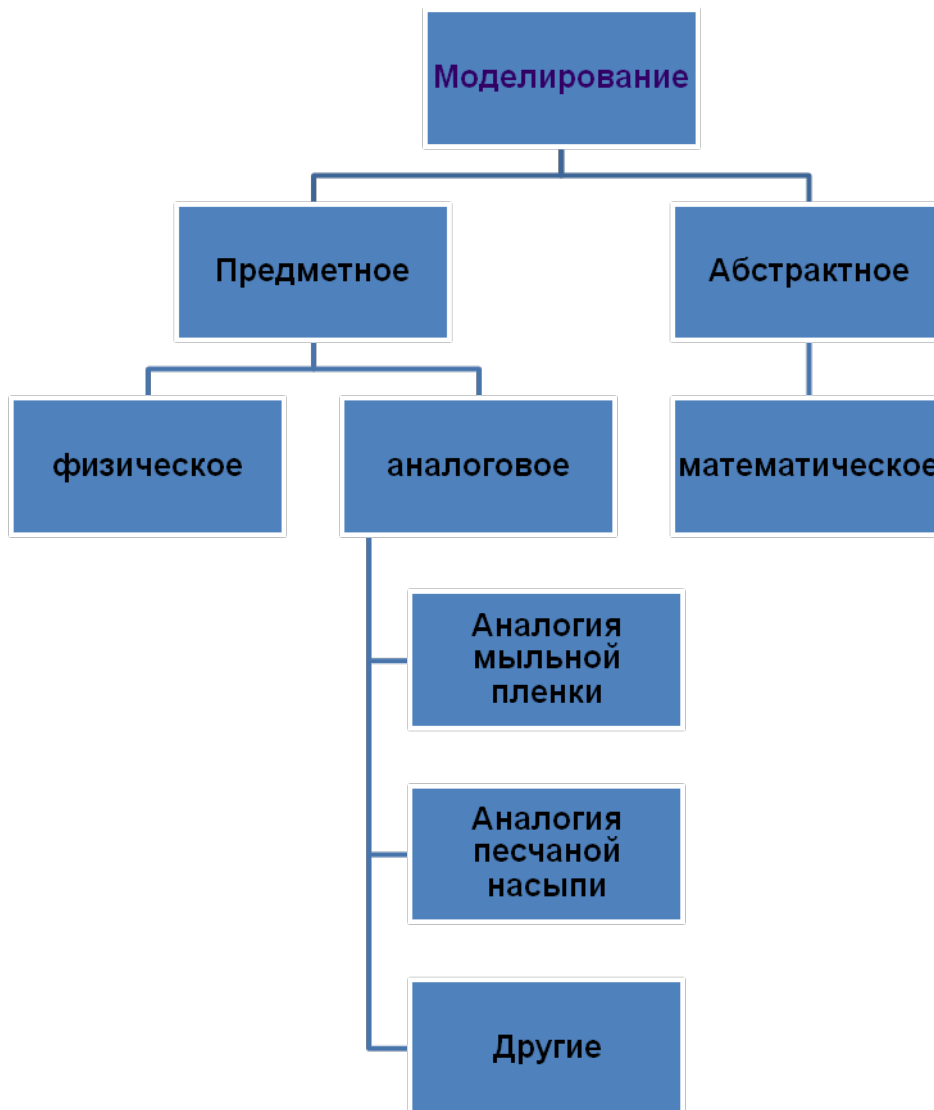 Моделирование
Предметное
Абстрактное
физическое
аналоговое
математическое
Аналогия
мыльной
пленки
Аналогия
песчаной
насыпи
Другие